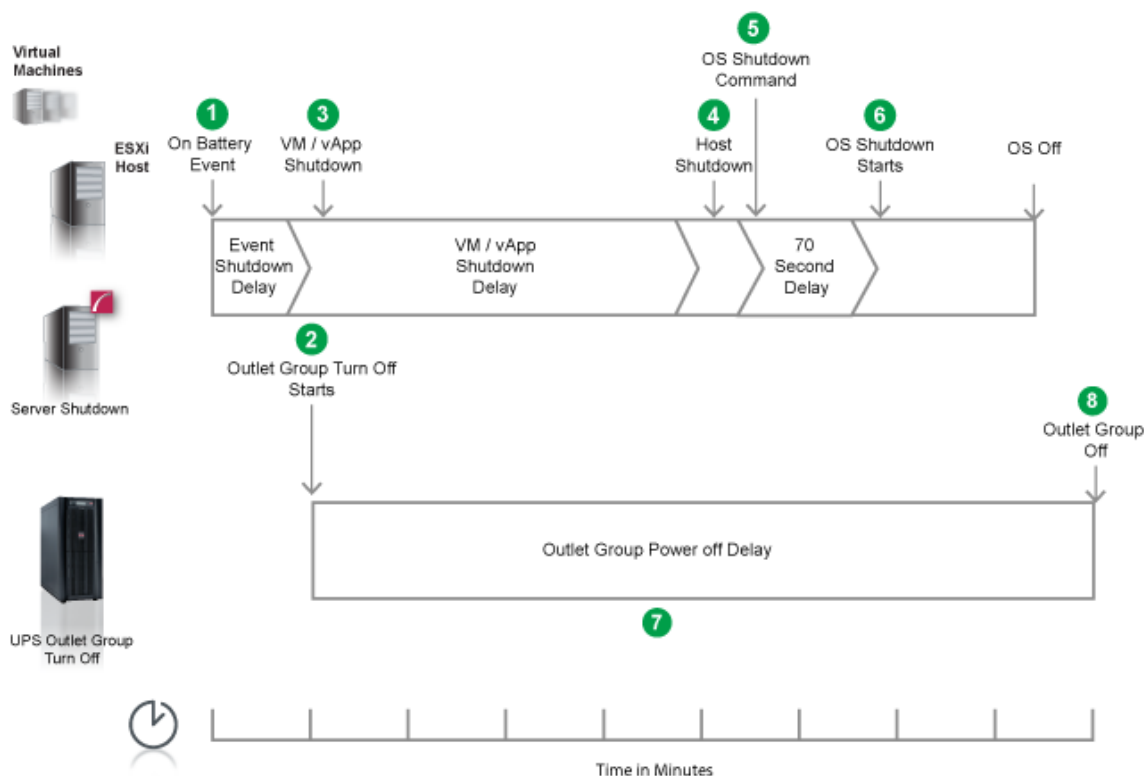 Virtual
Machines
5
OS Shutdown
Command
1
On Battery
Event
3
VM / vApp
Shutdown
4
Host
Shutdown
6
OS Shutdown
Starts
OS Off
ESXi
Host
Event
Shutdown
Delay
VM / vApp
Shutdown
Delay
70
Second
Delay
Server Shutdown
2
Outlet Group Turn Off
Starts
8
Outlet Group
Off
Outlet Group Power off Delay
7
UPS Outlet Group
Turn Off
Time in Minutes